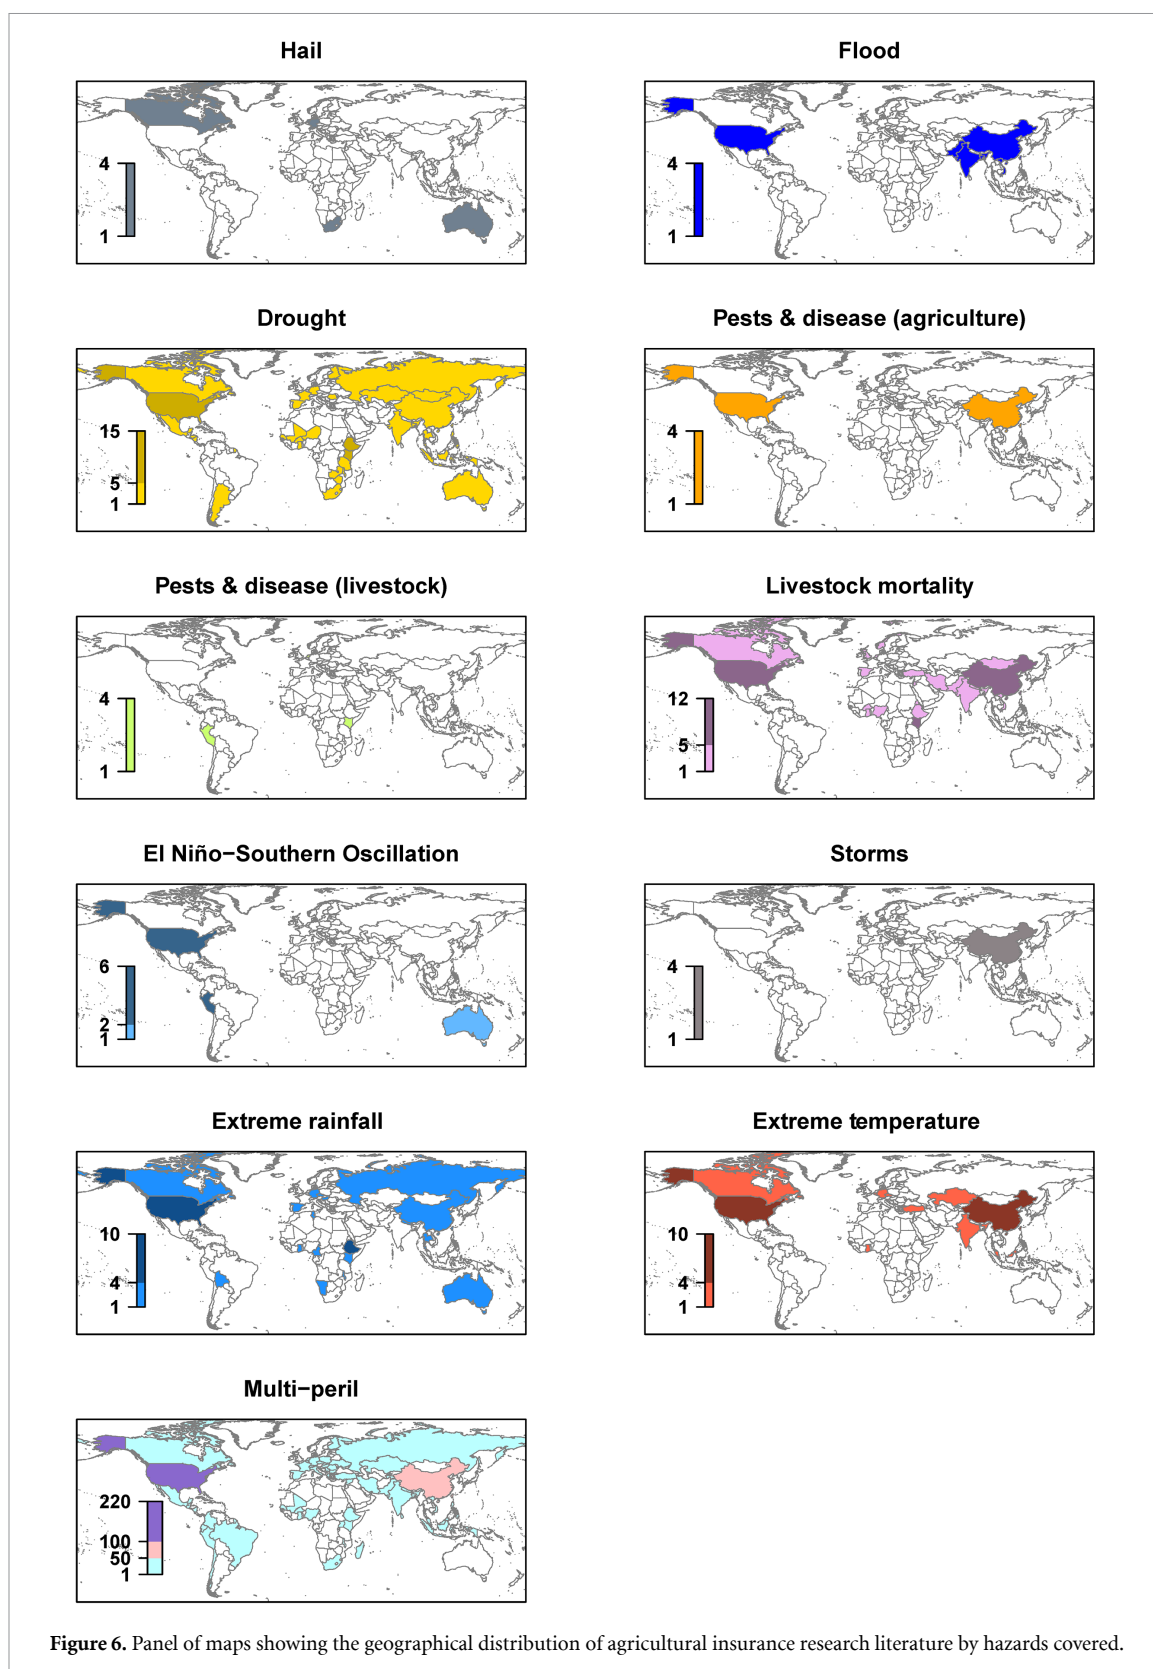 Hail
4
1
Flood
4
1
Drought
15
5
1
Pests & disease (agriculture)
4
1
Pests & disease (livestock)
4
1
Livestock mortality
12
5
1
El Niño−Southern Oscillation
6
2
1
Storms
4
1
Extreme rainfall
10
4
1
Extreme temperature
10
4
1
Multi−peril
220
100
50
1
Figure 6. Panel of maps showing the geographical distribution of agricultural insurance research literature by hazards covered.